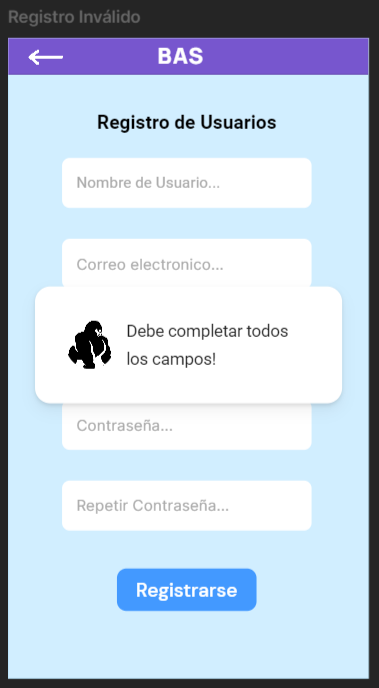 Registro Inválido
BAS
Registro de Usuarios
Nombre de Usuario...
Correo electronico...
Debe completar todos
los campos!
Contraseña...
Repetir Contraseña...
Registrarse